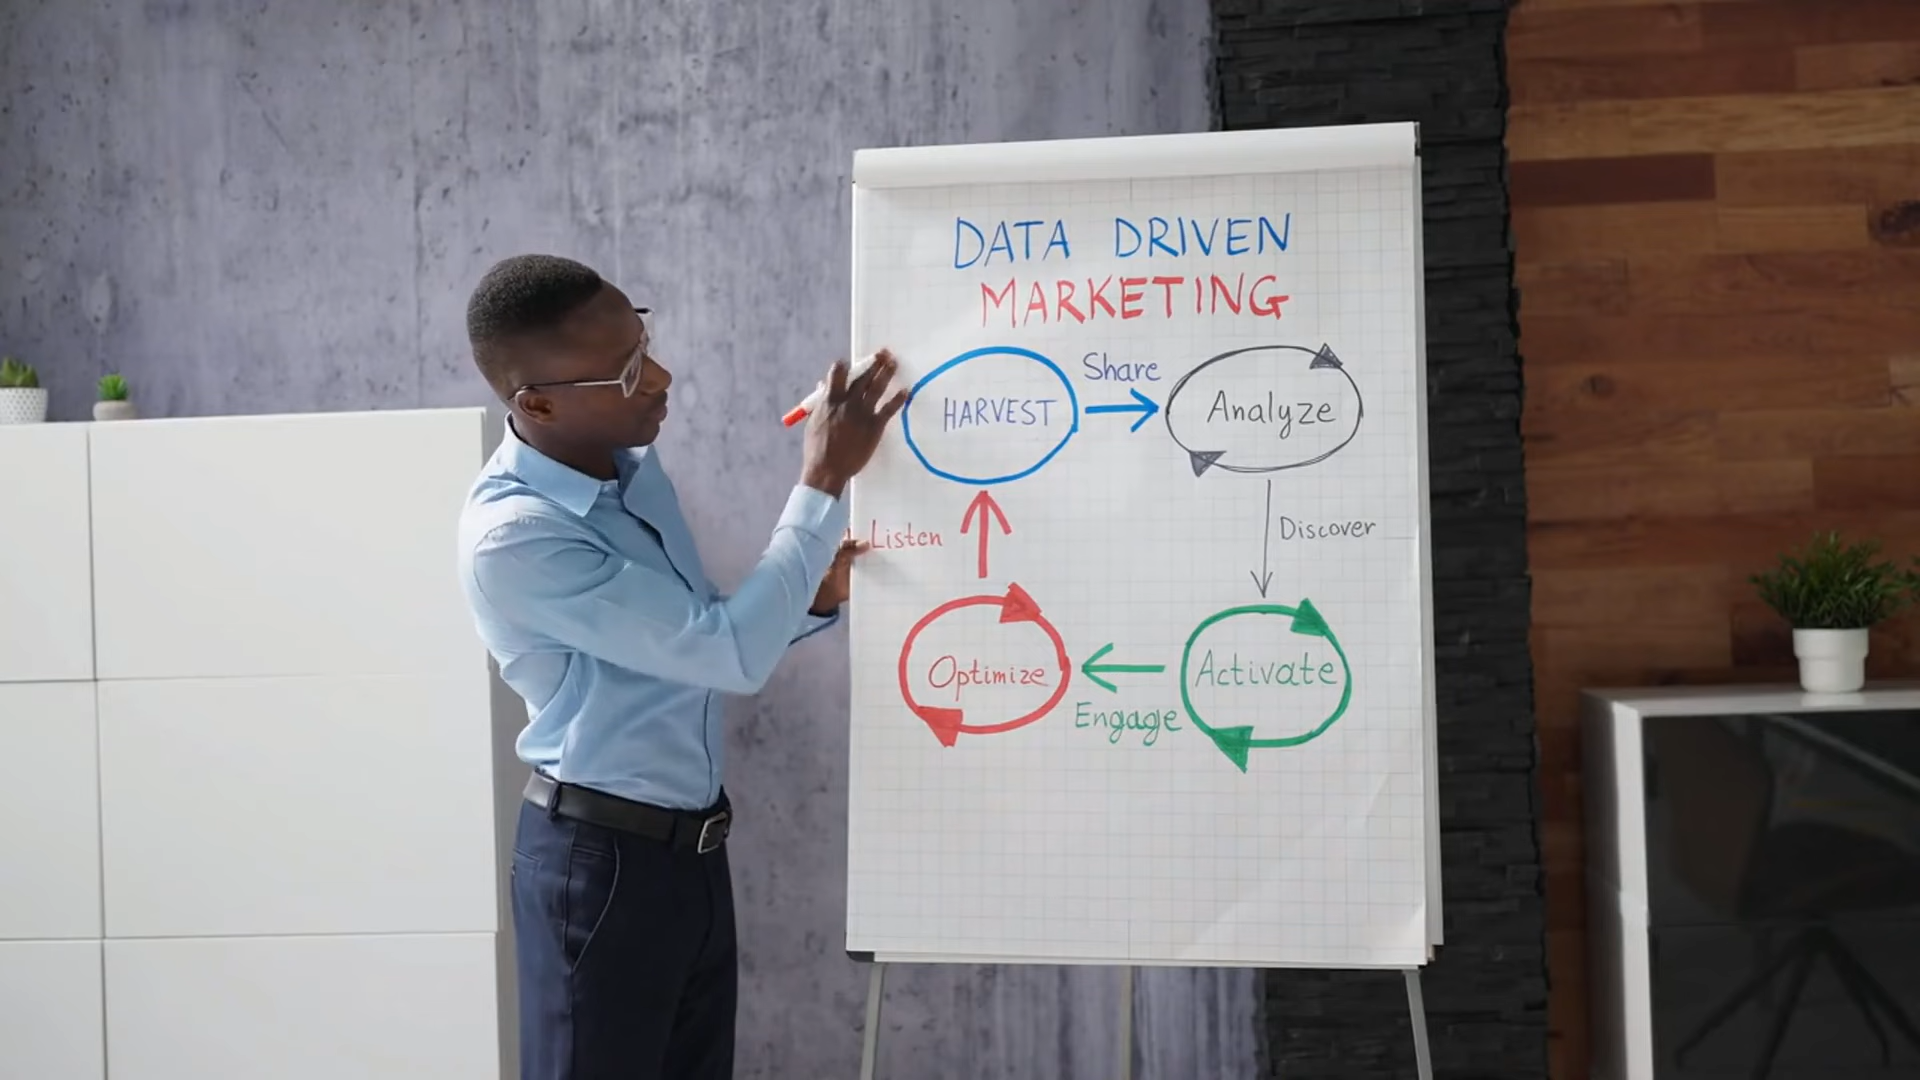 DATA DRIVEN
MARKETING
HARVEST
Share
Analyze
Listen
Discover
Optimize
Engage
Activate